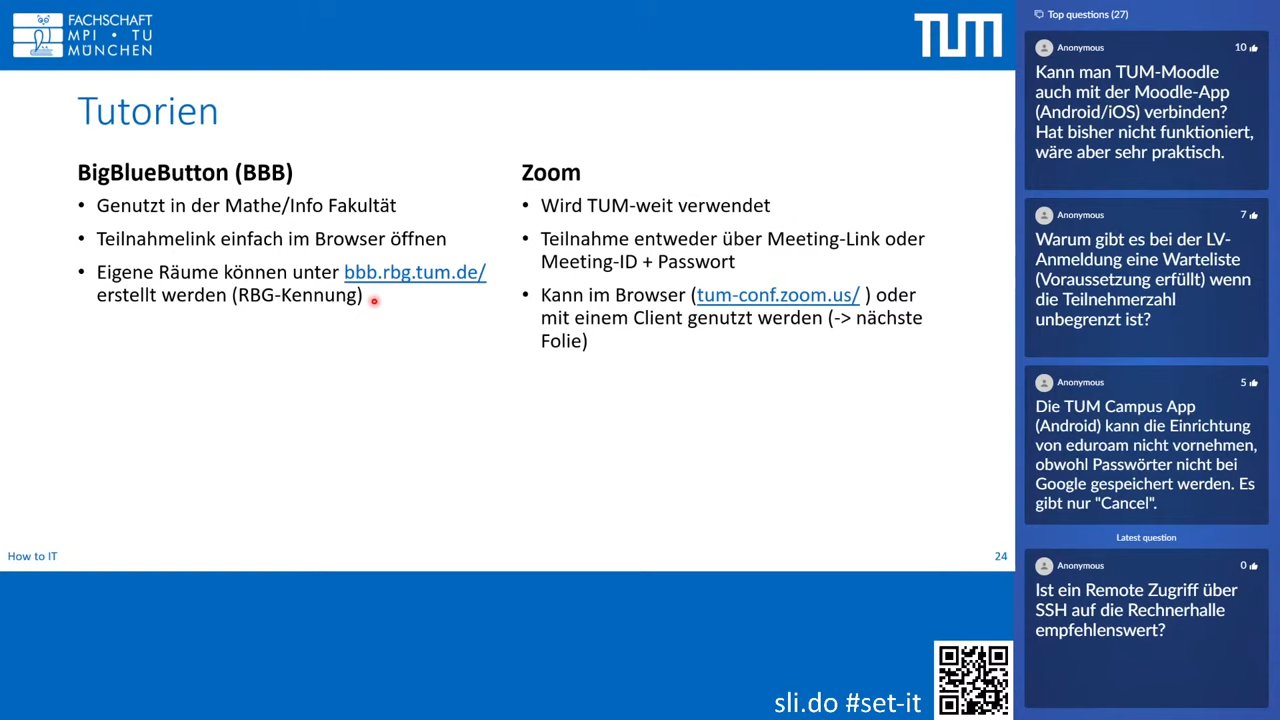 FACHSCHAFT
MPI • TU
MÜNCHEN
TUM
Tutorien
BigBlueButton (BBB)
• Genutzt in der Mathe/Info Fakultät
• Teilnahmelink einfach im Browser öffnen
• Eigene Räume können unter bbb.rbg.tum.de/
erstellt werden (RBG-Kennung)
Zoom
• Wird TUM-weit verwendet
• Teilnahme entweder über Meeting-Link oder
Meeting-ID + Passwort
• Kann im Browser (tum-conf.zoom.us/ ) oder
mit einem Client genutzt werden (-> nächste
Folie)
How to IT
24
sli.do #set-it
Top questions (27)
Anonymous
10
Kann man TUM-Moodle
auch mit der Moodle-App
(Android/iOS) verbinden?
Hat bisher nicht funktioniert,
wäre aber sehr praktisch.
Anonymous
7
Warum gibt es bei der LV-
Anmeldung eine Warteliste
(Voraussetzung erfüllt) wenn
die Teilnehmerzahl
unbegrenzt ist?
Anonymous
5
Die TUM Campus App
(Android) kann die Einrichtung
von eduroam nicht vornehmen,
obwohl Passwörter nicht bei
Google gespeichert werden. Es
gibt nur "Cancel".
Latest question
Anonymous
0
Ist ein Remote Zugriff über
SSH auf die Rechnerhalle
empfehlenswert?